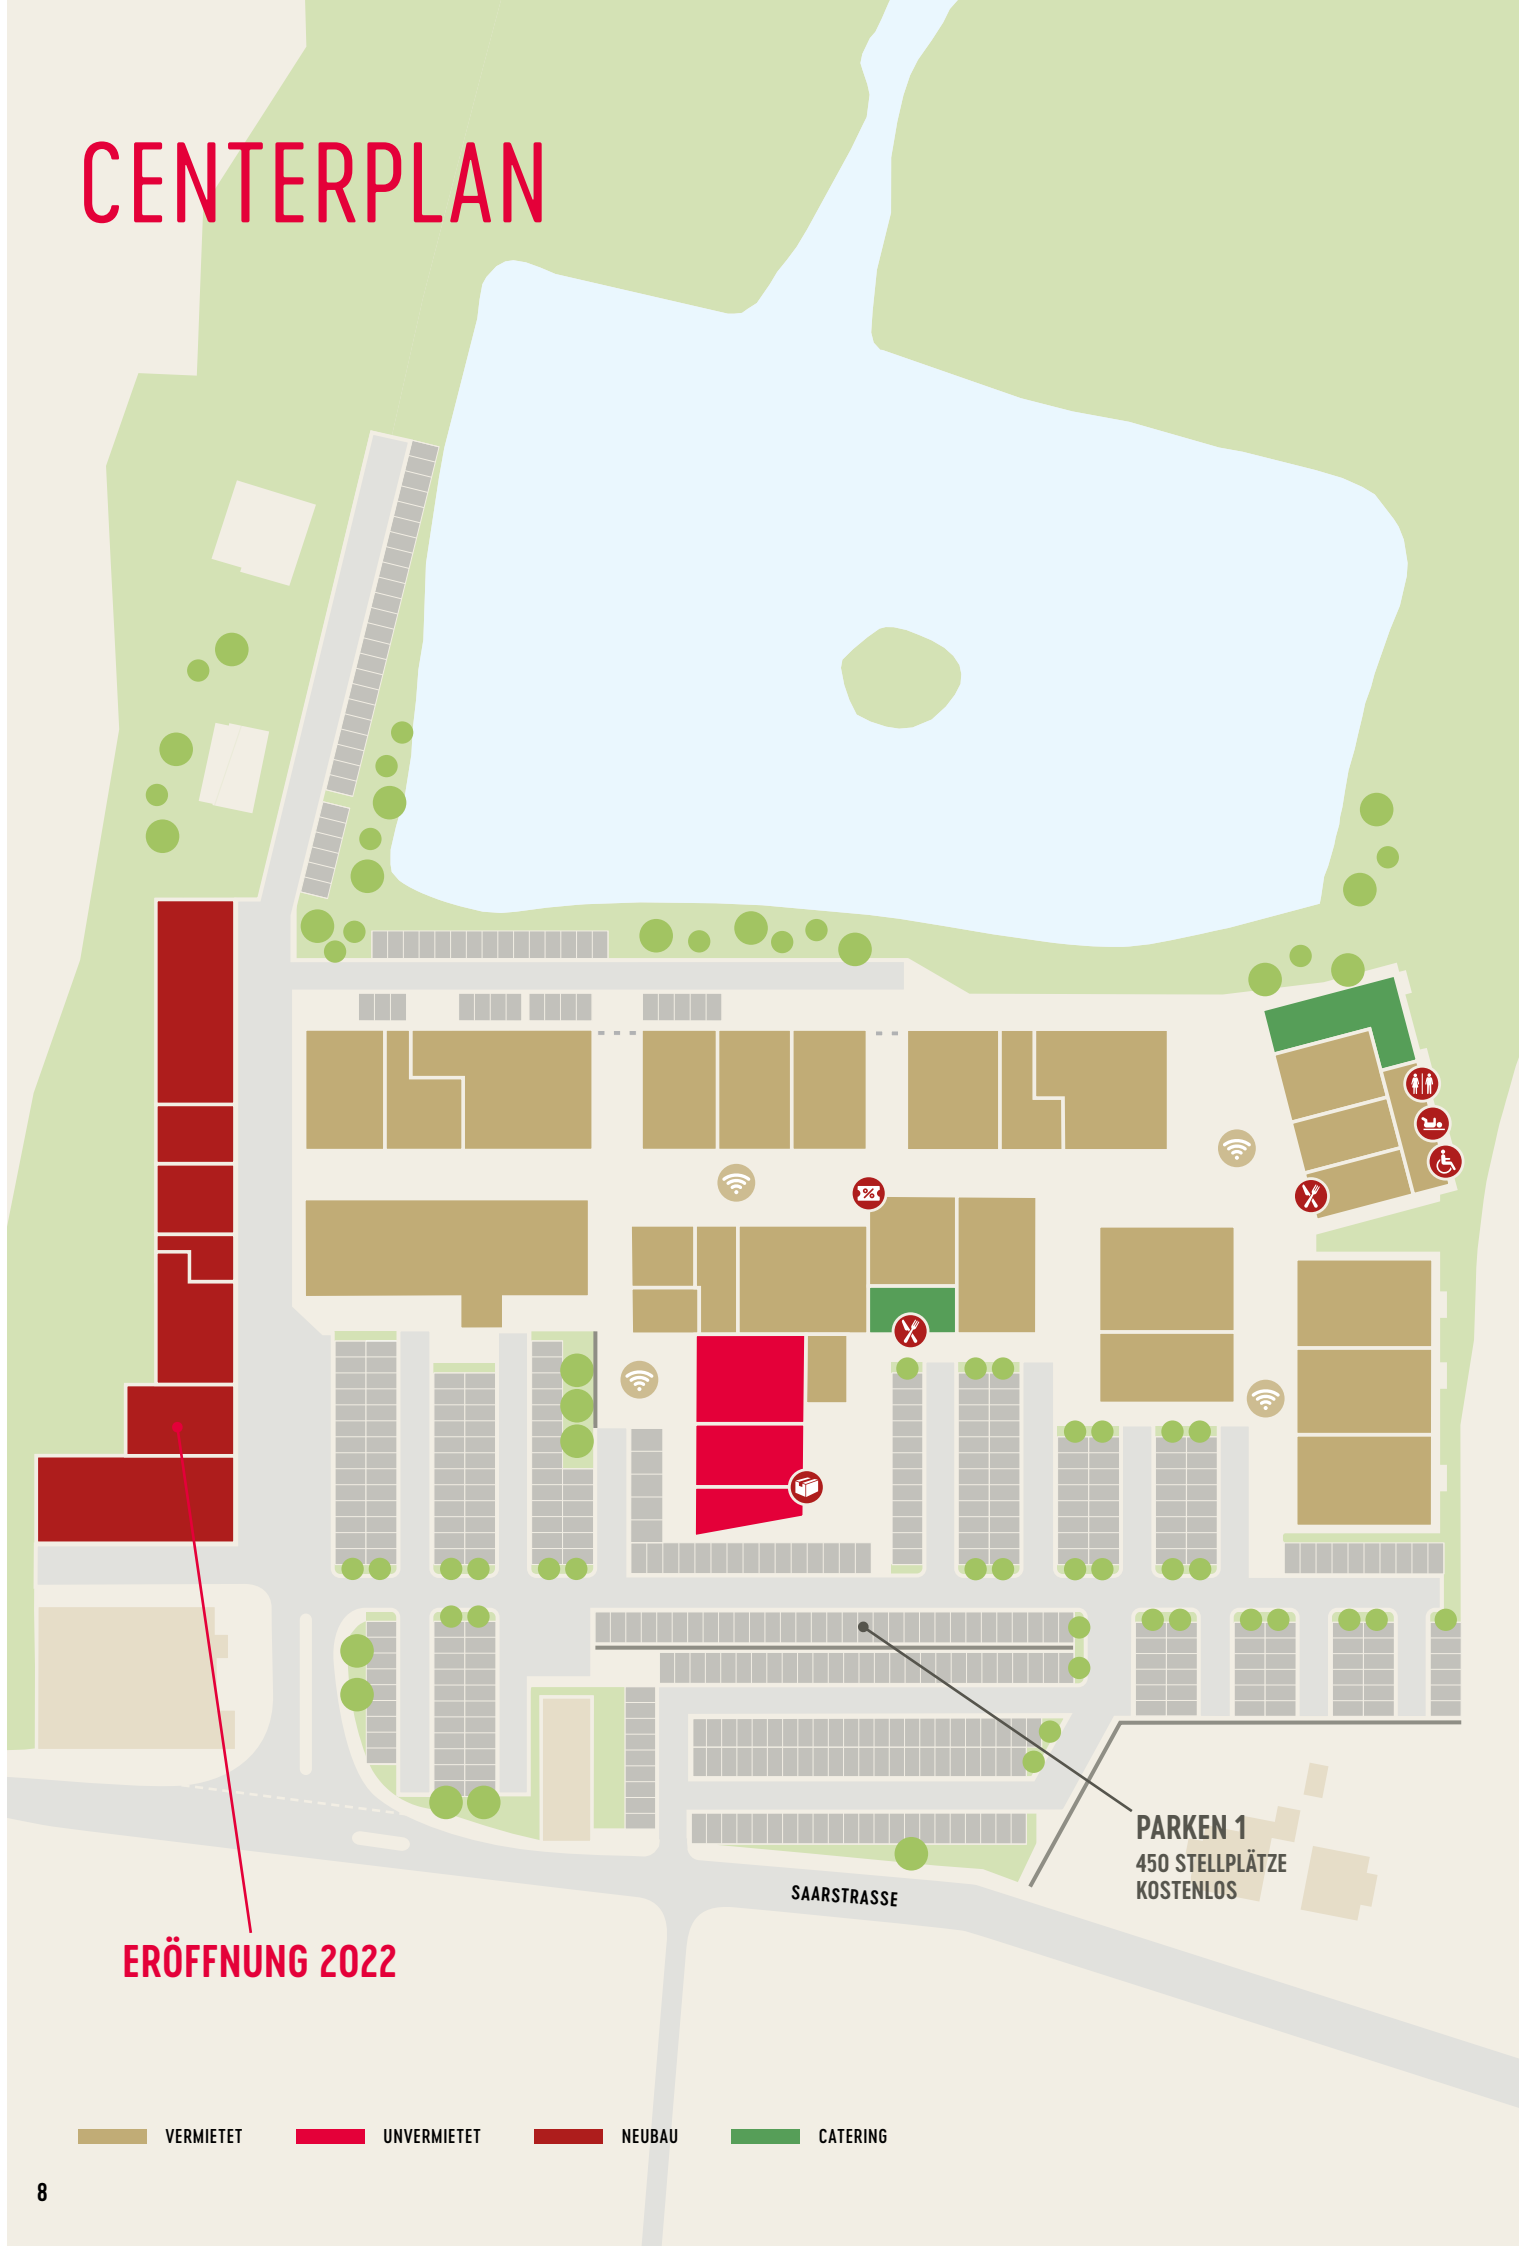 CENTERPLAN
%
PARKEN 1
450 STELLPLÄTZE
KOSTENLOS
SAARSTRASSE
ERÖFFNUNG 2022
VERMIETET UNVERMIETET NEUBAU CATERING
8